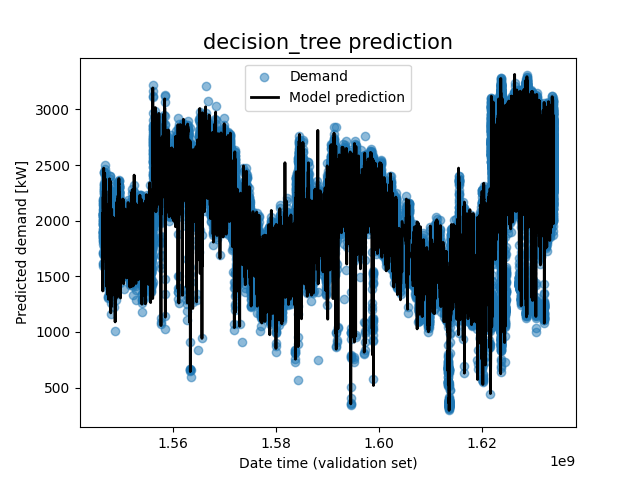 decision_tree prediction
Demand
Model prediction
Predicted demand [kW]
3000
2500
2000
1500
1000
500
1.56
1.58
1.60
1.62
1e9
Date time (validation set)